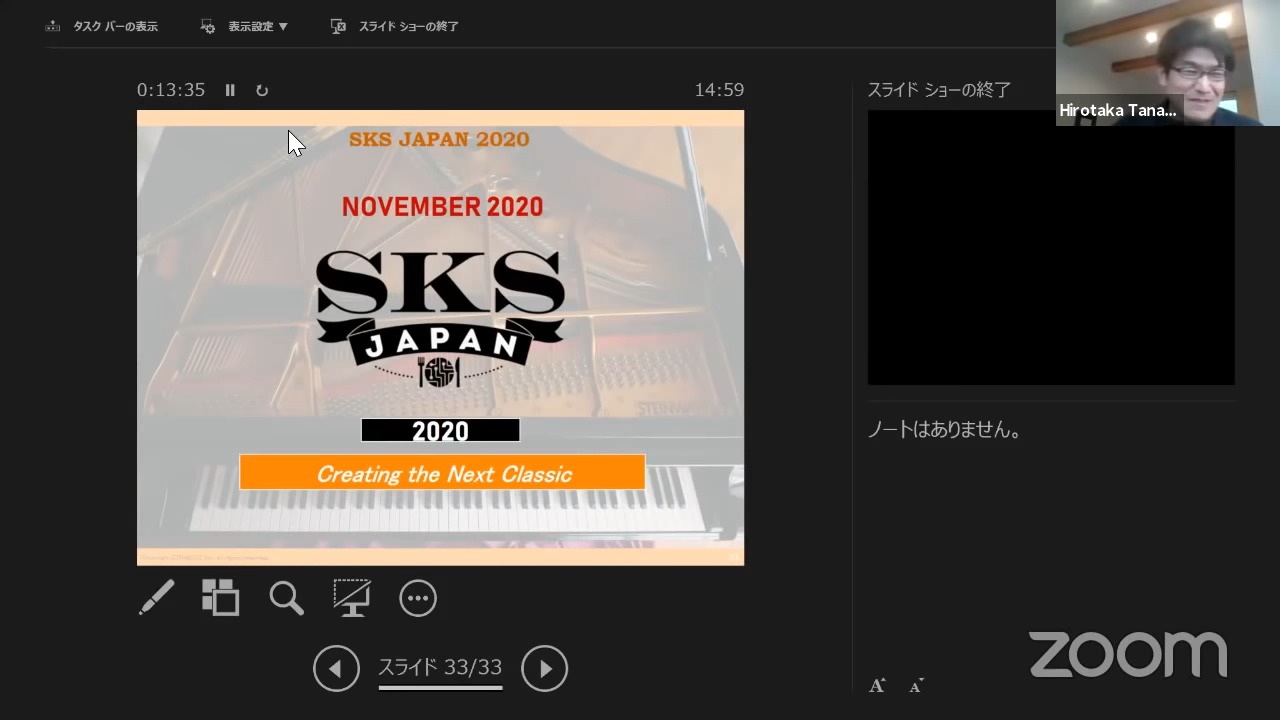 タスク バーの表示
表示設定 ▼
スライド ショーの終了
0:13:35
14:59
スライド ショーの終了
Hirotaka Tana...
SKS JAPAN 2020
NOVEMBER 2020
SKS
JAPAN
2020
Creating the Next Classic
33
ノートはありません。
スライド 33/33
zoom
A
A